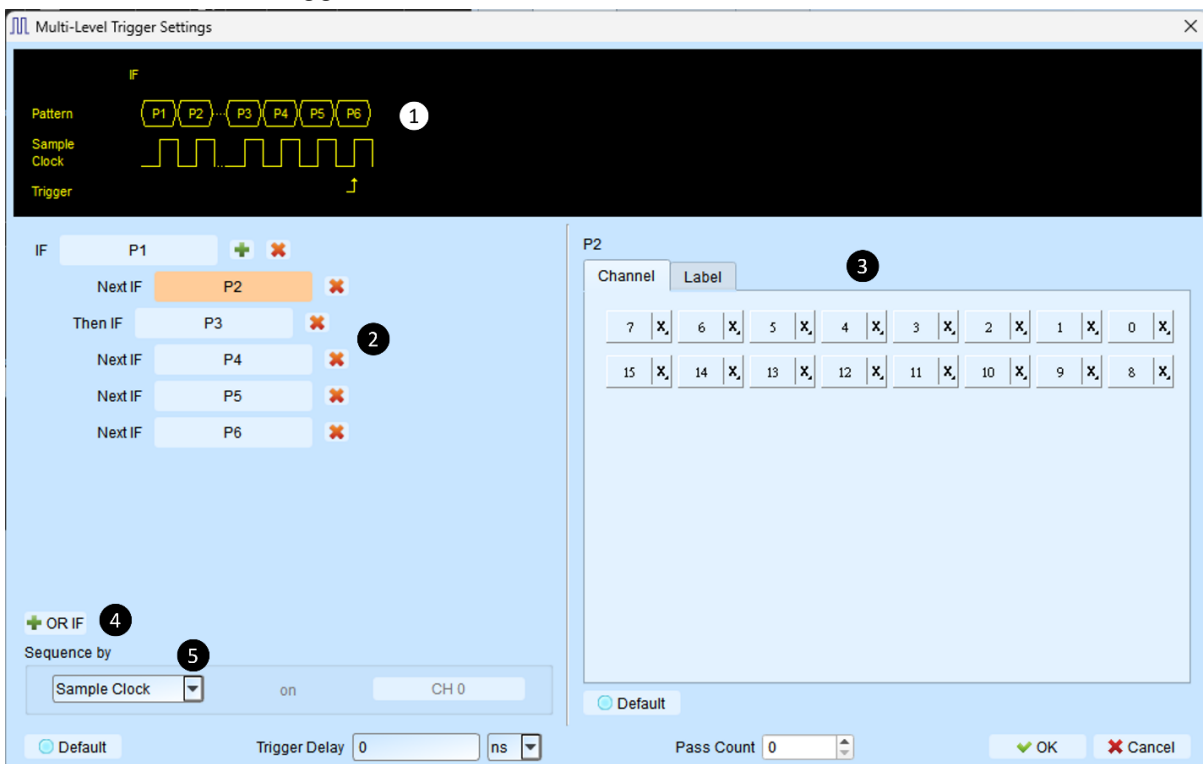 Multi-Level Trigger Settings
IF
Pattern P1 P2 ... P3 P4 P5 P6 1
Sample
Clock
Trigger
IF P1
Next IF P2
Then IF P3
2
Next IF P4
Next IF P5
Next IF P6
OR IF 4
Sequence by 5
Sample Clock on CH 0
P2
Channel Label 3
7 X 6 X 5 X 4 X 3 X 2 X 1 X 0 X
15 X 14 X 13 X 12 X 11 X 10 X 9 X 8 X
Default
Default Trigger Delay 0 ns Pass Count 0 OK Cancel